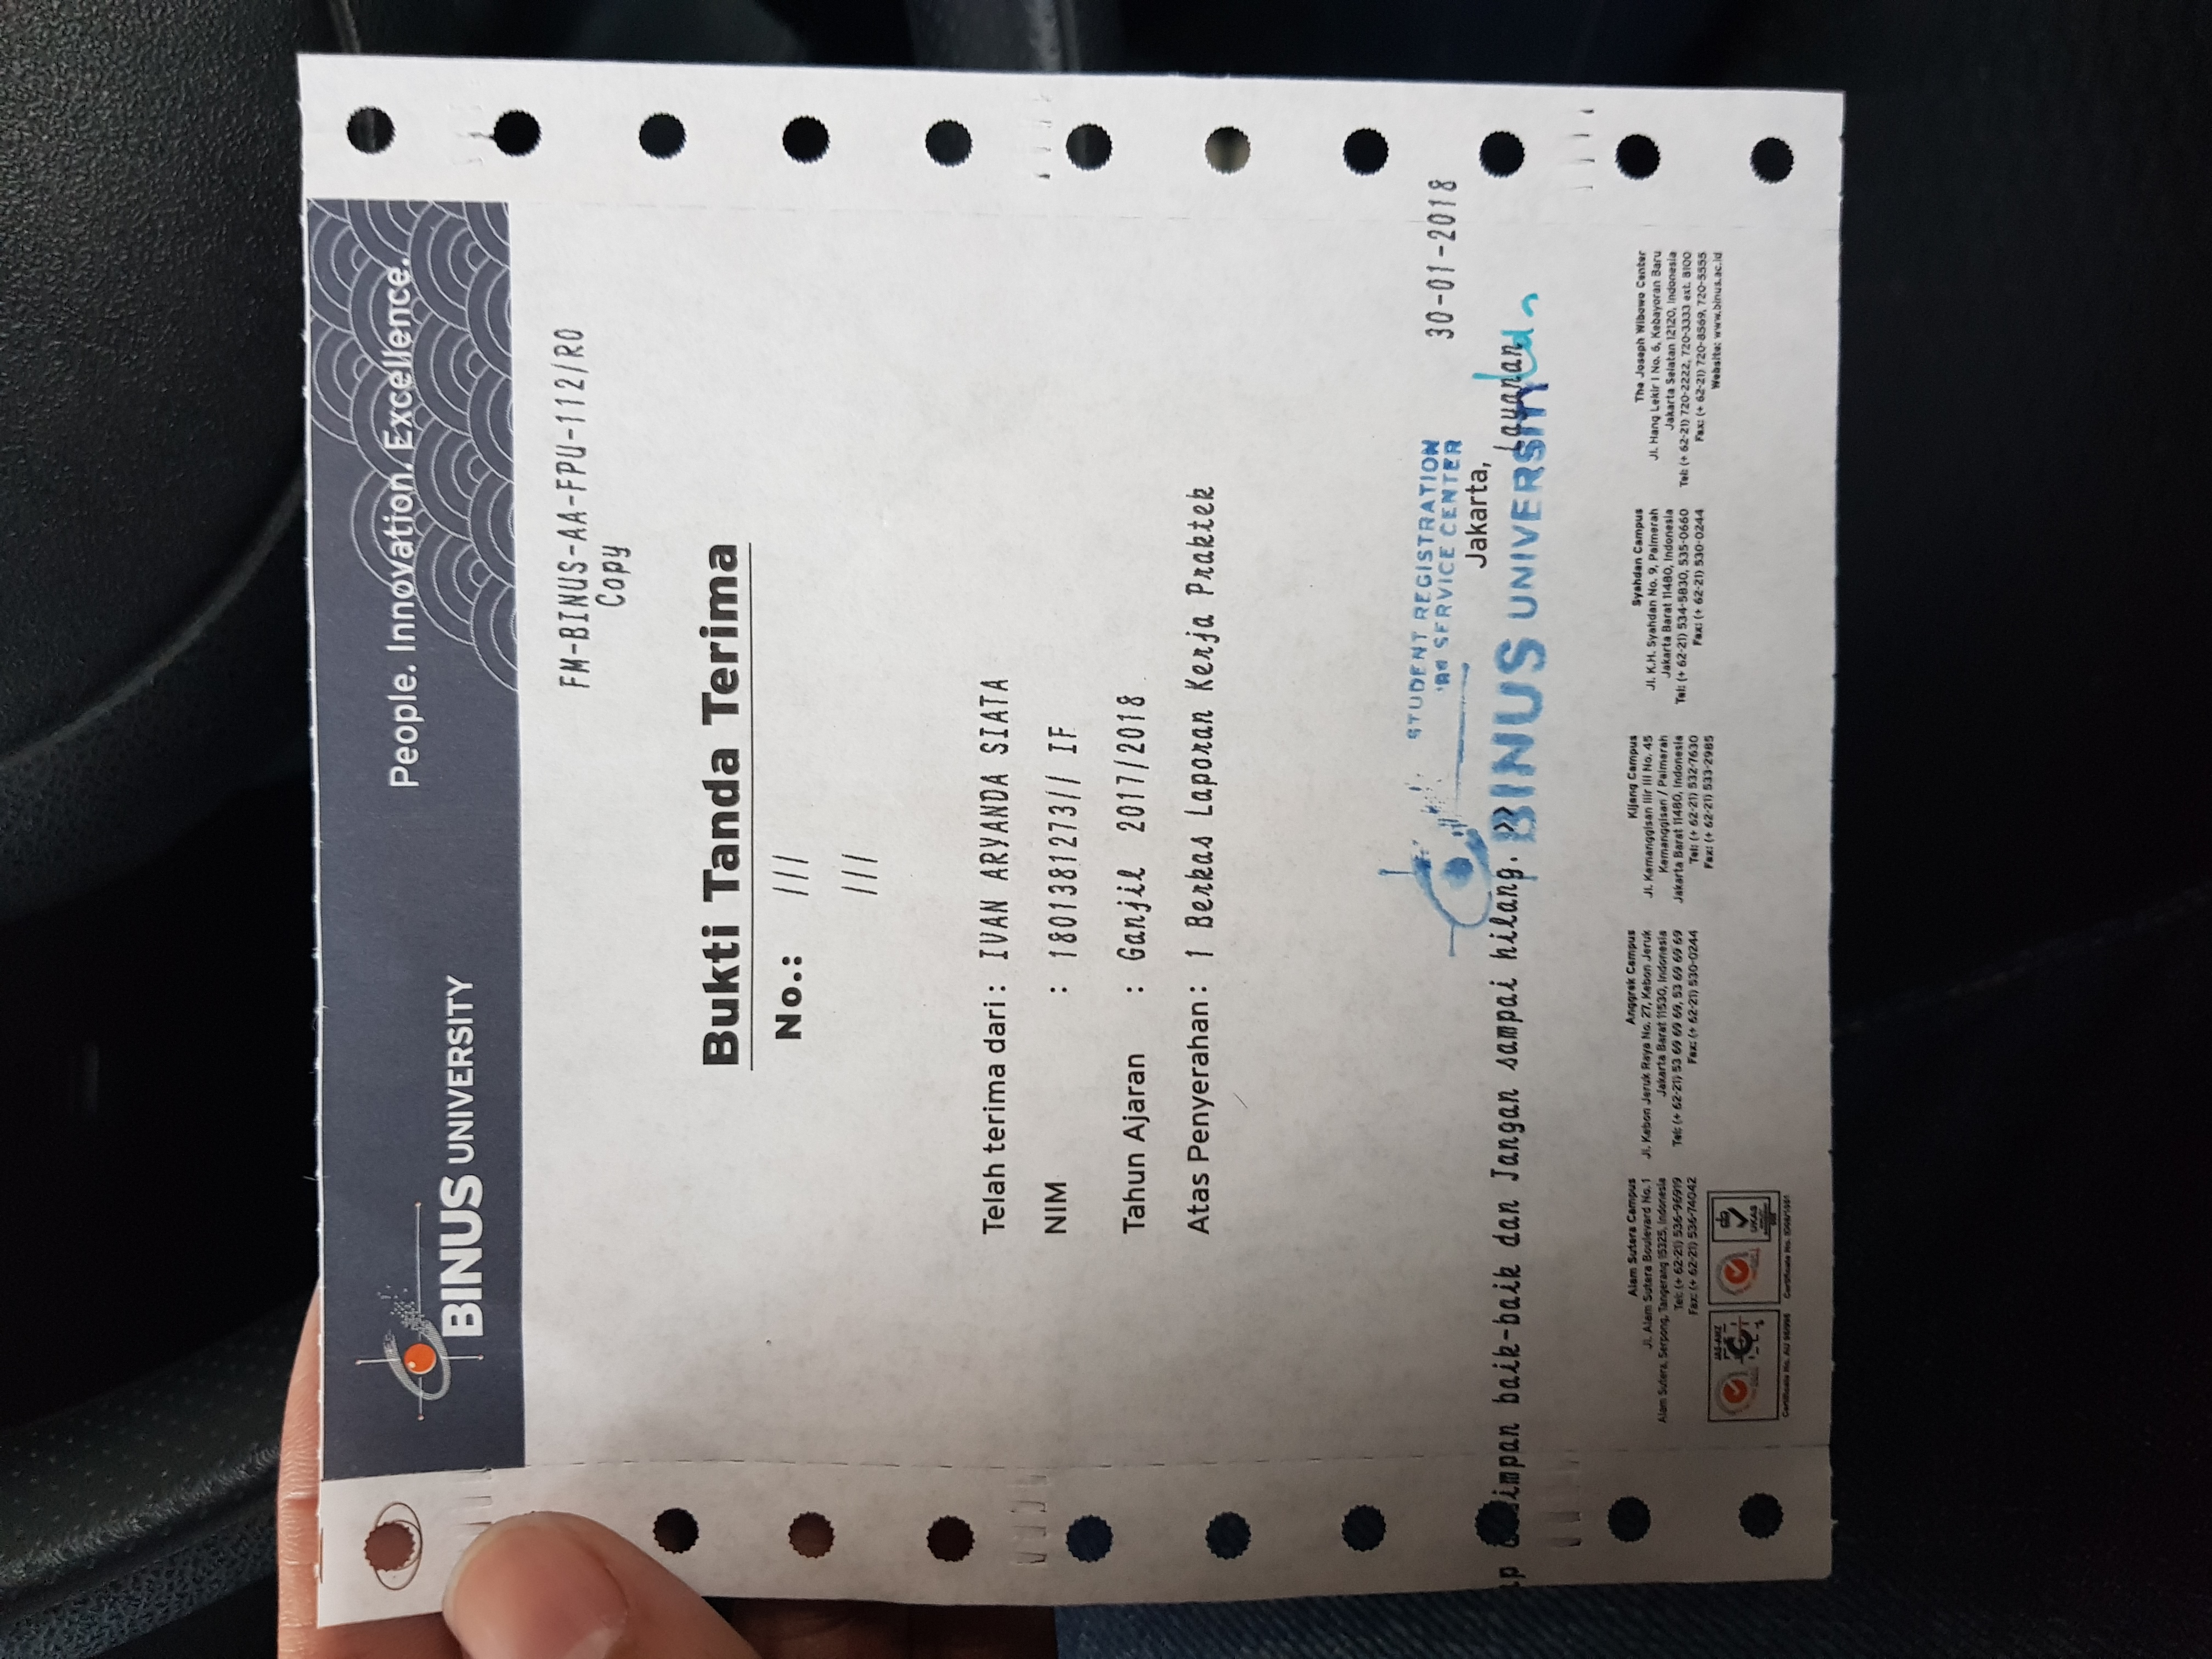 BINUS UNIVERSITY
People. Innovation. Excellence.
FM-BINUS-AA-FPU-112/R0
Copy
Bukti Tanda Terima
No.: ///
///
Telah terima dari : IVAN ARYANDA SIATA
NIM : 1801381273// IF
Tahun Ajaran : Ganjil 2017/2018
Atas Penyerahan : 1 Berkas Laporan Kerja Praktek
STUDENT REGISTRATION
SERVICE CENTER
30-01-2018
Jakarta,
baik-baik dan Jangan sampai hilang. >>
BINUS UNIVERSITY
Layanan
Alam Sutera Campus
Jl. Alam Sutera Boulevard No. 1
Alam Sutera, Serpong, Tangerang 15325, Indonesia
Tel: (+ 62-21) 536-96919
Fax: (+ 62-21) 536-74042
Anggrek Campus
Jl. Kebon Jeruk Raya No. 27, Kebon Jeruk
Jakarta Barat 11530, Indonesia
Tel: (+ 62-21) 53 69 69 69, 53 69 69 69
Fax: (+ 62-21) 530-0244
Kijang Campus
Jl. Kemanggisan Ilir III No. 45
Kemanggisan / Palmerah
Jakarta Barat 11480, Indonesia
Tel: (+ 62-21) 532-7630
Fax: (+ 62-21) 533-2985
Syahdan Campus
Jl. K.H. Syahdan No. 9, Palmerah
Jakarta Barat 11480, Indonesia
Tel: (+ 62-21) 534-5830, 535-0660
Fax: (+ 62-21) 530-0244
The Joseph Wibowo Center
Jl. Hang Lekir I No. 6, Kebayoran Baru
Jakarta Selatan 12120, Indonesia
Tel: (+ 62-21) 720-2222, 720-3333 ext. 8100
Fax: (+ 62-21) 720-8569, 720-5555
Website: www.binus.ac.id
JAS-ANZ
UKAS
Certificate No.
Certificate No.